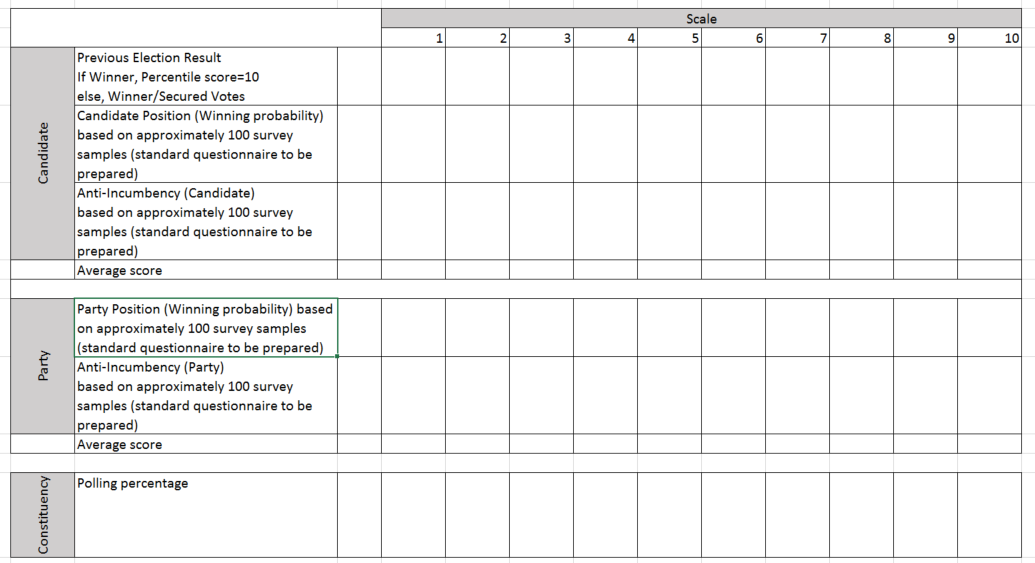 Scale
1 2 3 4 5 6 7 8 9 10
Candidate
Previous Election Result
If Winner, Percentile score=10
else, Winner/Secured Votes
Candidate Position (Winning probability)
based on approximately 100 survey
samples (standard questionnaire to be
prepared)
Anti-Incumbency (Candidate)
based on approximately 100 survey
samples (standard questionnaire to be
prepared)
Average score
Party
Party Position (Winning probability) based
on approximately 100 survey samples
(standard questionnaire to be prepared)
Anti-Incumbency (Party)
based on approximately 100 survey
samples (standard questionnaire to be
prepared)
Average score
Constituency
Polling percentage